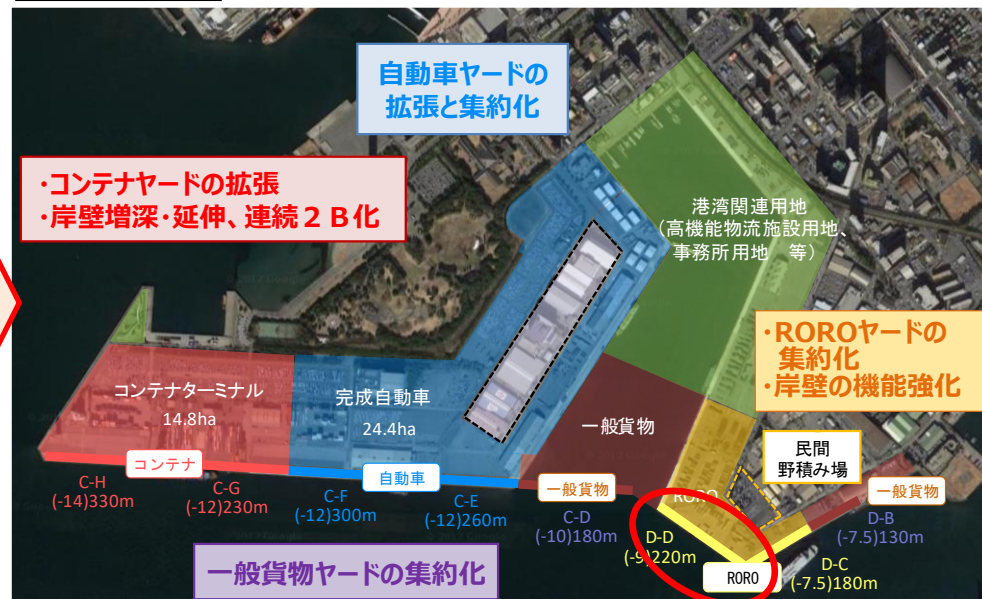 自動車ヤードの
拡張と集約化
・コンテナヤードの拡張
・岸壁増深・延伸、連続２Ｂ化
港湾関連用地
（高機能物流施設用地、
事務所用地　等）
・ROROヤードの
集約化
・岸壁の機能強化
コンテナターミナル
14.8ha
完成自動車
24.4ha
一般貨物
RORO
民間
野積み場
コンテナ
自動車
一般貨物
一般貨物
C-H
(-14)330m
C-G
(-12)230m
C-F
(-12)300m
C-E
(-12)260m
C-D
(-10)180m
D-D
(-9)220m
D-B
(-7.5)130m
D-C
(-7.5)180m
RORO
一般貨物ヤードの集約化